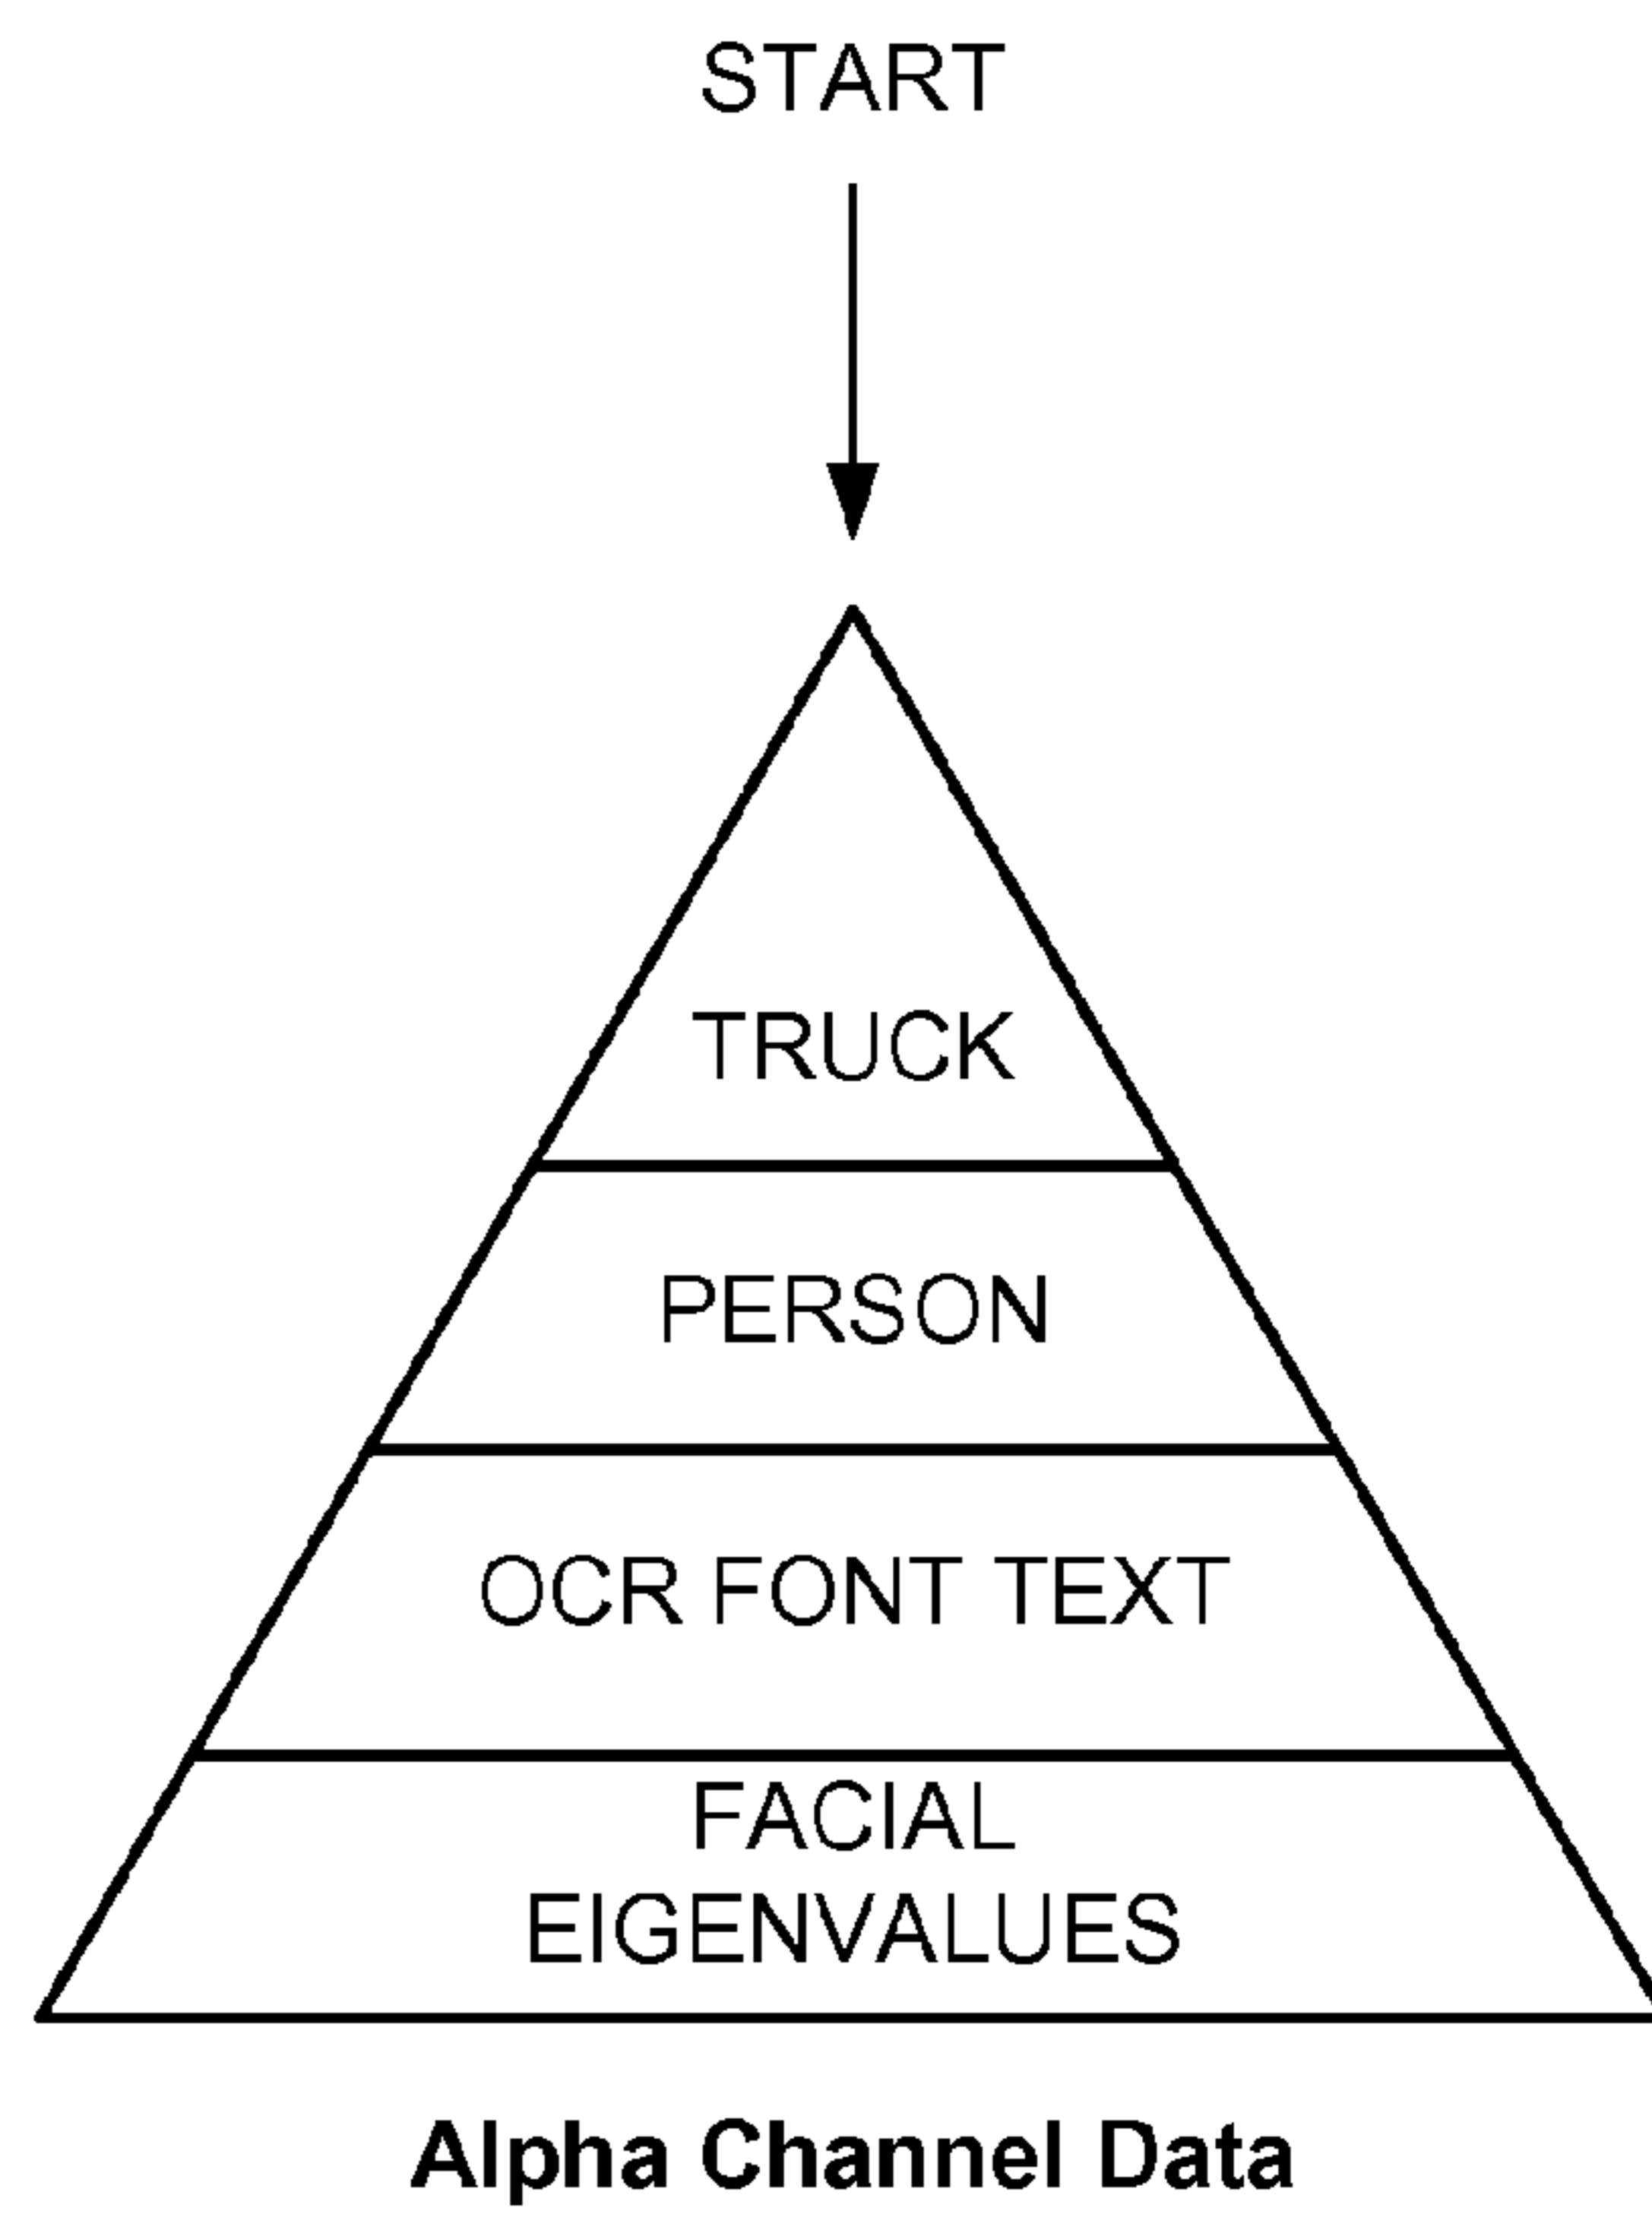 START
TRUCK
PERSON
OCR FONT TEXT
FACIAL
EIGENVALUES
Alpha Channel Data